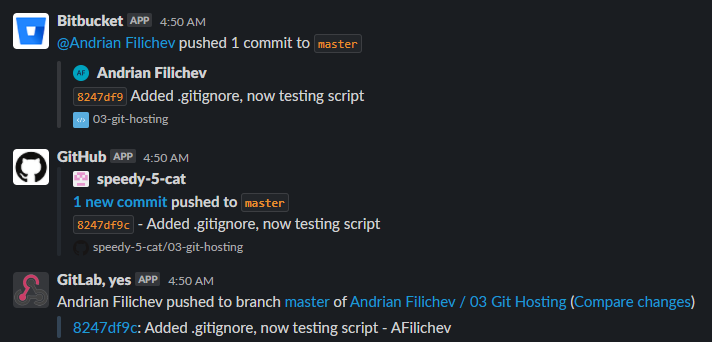 Bitbucket APP 4:50 AM
@Andrian Filichev pushed 1 commit to master
AF Andrian Filichev
8247df9 Added .gitignore, now testing script
</> 03-git-hosting
GitHub APP 4:50 AM
speedy-5-cat
1 new commit pushed to master
8247df9c - Added .gitignore, now testing script
speedy-5-cat/03-git-hosting
GitLab, yes APP 4:50 AM
Andrian Filichev pushed to branch master of Andrian Filichev / 03 Git Hosting (Compare changes)
8247df9c: Added .gitignore, now testing script - AFilichev